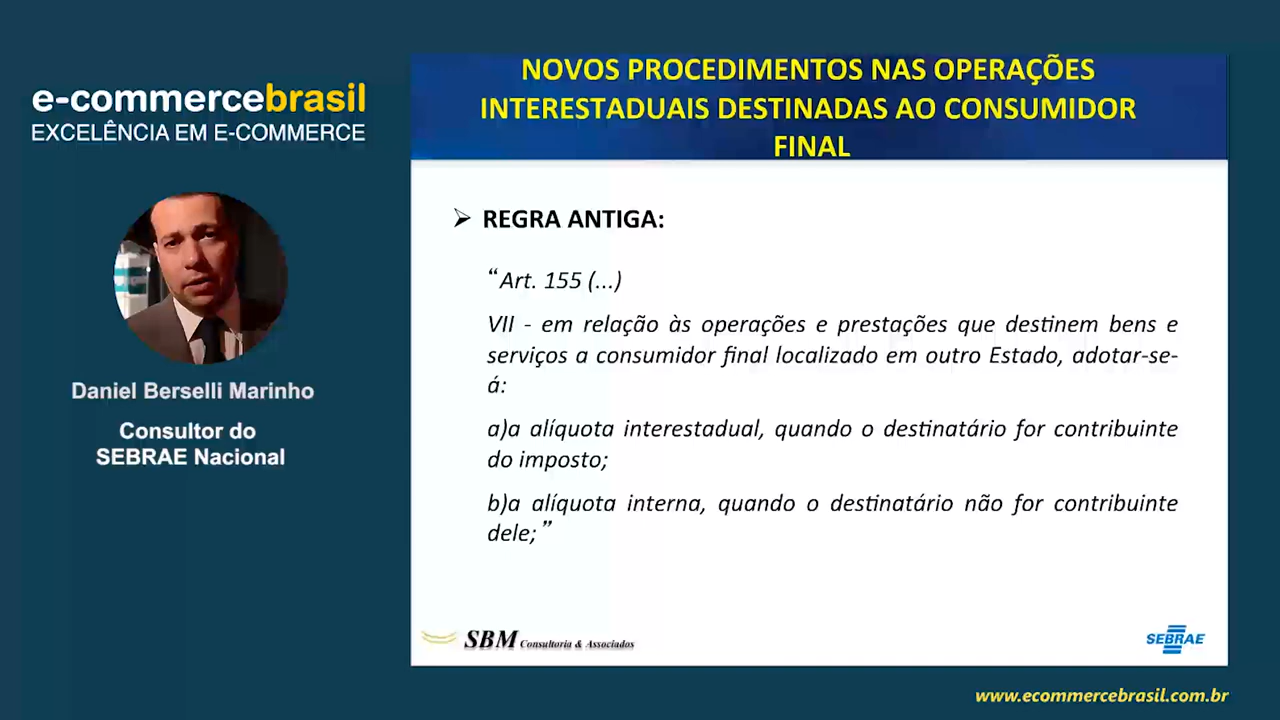 e-commercebrasil
EXCELÊNCIA EM E-COMMERCE
Daniel Berselli Marinho
Consultor do
SEBRAE Nacional
NOVOS PROCEDIMENTOS NAS OPERAÇÕES
INTERESTADUAIS DESTINADAS AO CONSUMIDOR
FINAL
➢ REGRA ANTIGA:
“Art. 155 (...)
VII - em relação às operações e prestações que destinem bens e
serviços a consumidor final localizado em outro Estado, adotar-se-
á:
a)a alíquota interestadual, quando o destinatário for contribuinte
do imposto;
b)a alíquota interna, quando o destinatário não for contribuinte
dele;”
SBM Consultoria & Associados
SEBRAE
www.ecommercebrasil.com.br